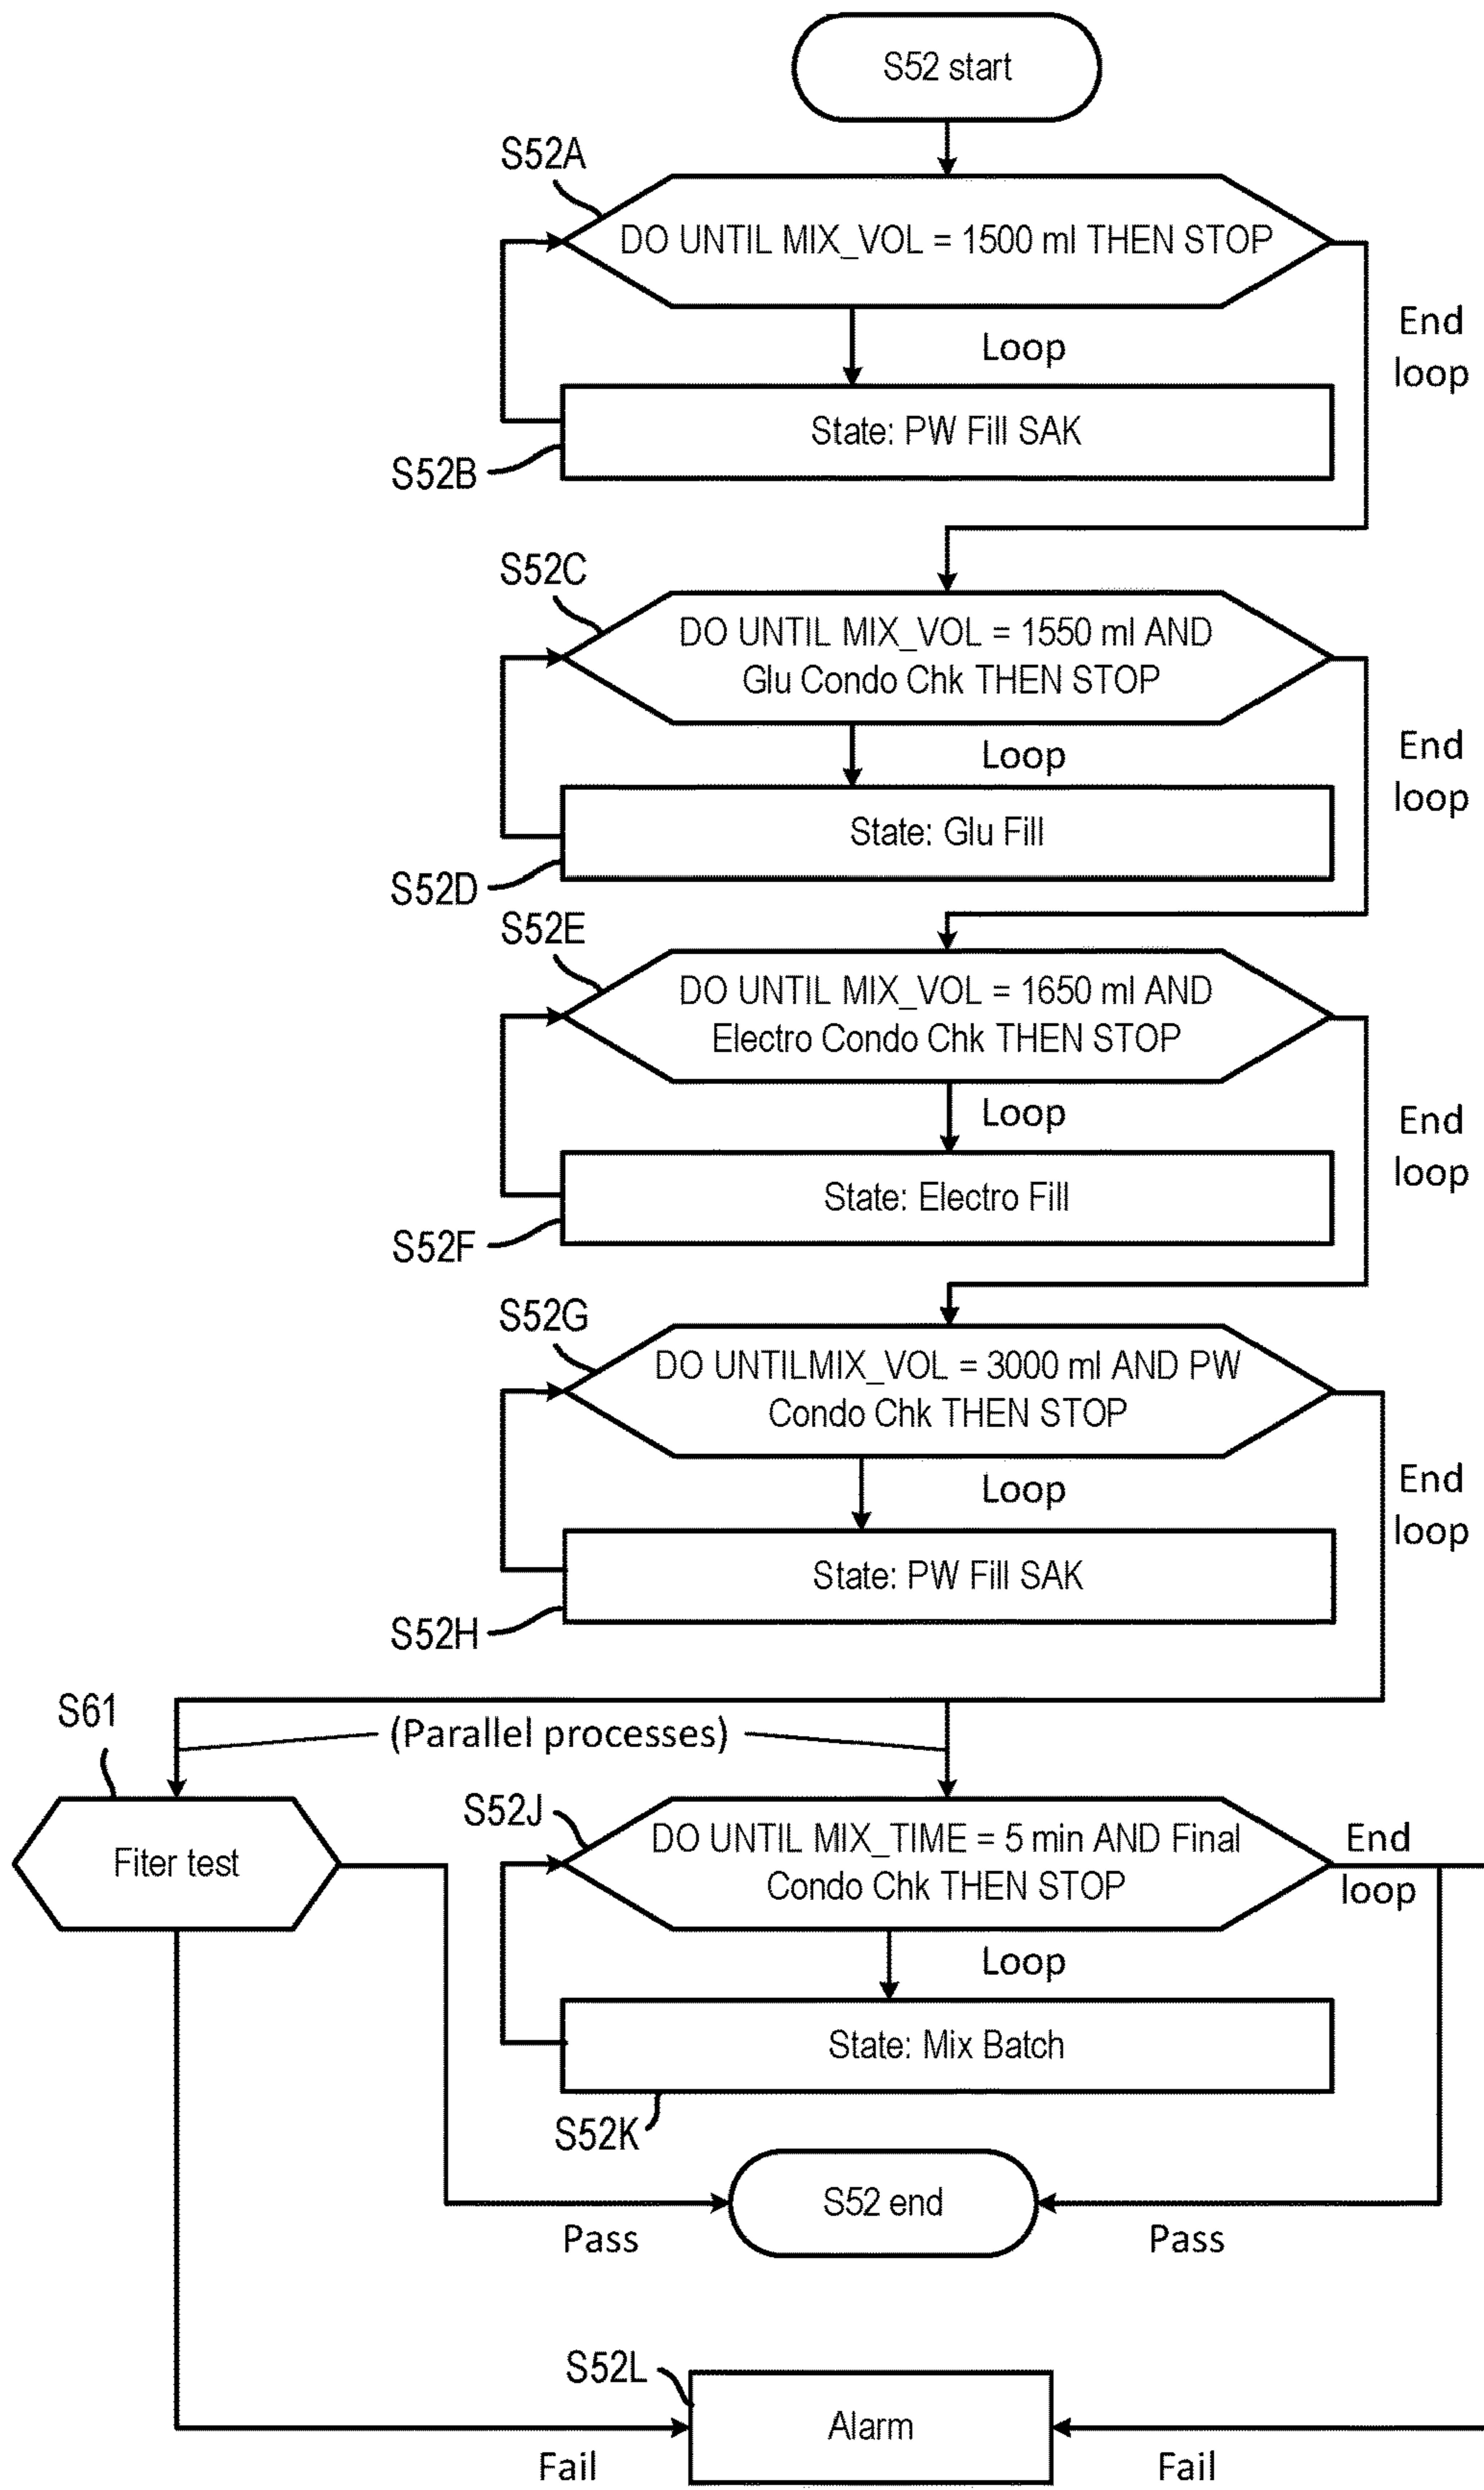 S52 start
S52A
DO UNTIL MIX_VOL = 1500 ml THEN STOP
End
loop
Loop
State: PW Fill SAK
S52B
S52C
DO UNTIL MIX_VOL = 1550 ml AND
Glu Condo Chk THEN STOP
End
loop
Loop
State: Glu Fill
S52D
S52E
DO UNTIL MIX_VOL = 1650 ml AND
Electro Condo Chk THEN STOP
End
loop
Loop
State: Electro Fill
S52F
S52G
DO UNTILMIX_VOL = 3000 ml AND PW
Condo Chk THEN STOP
End
loop
Loop
State: PW Fill SAK
S52H
S61
(Parallel processes)
Fiter test
S52J
DO UNTIL MIX_TIME = 5 min AND Final
Condo Chk THEN STOP
End
loop
Loop
State: Mix Batch
S52K
S52 end
Pass
Pass
S52L
Alarm
Fail
Fail